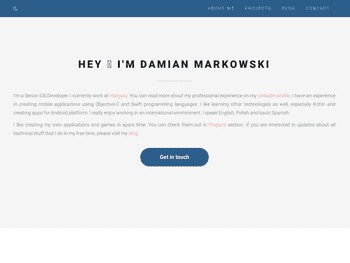 ABOUT ME PROJECTS BLOG CONTACT
HEY I'M DAMIAN MARKOWSKI
I'm a Senior iOS Developer. I currently work at You can read more about my professional experience on my LinkedIn profile. I have an experience
in creating mobile applications using Objective-C and Swift programming languages. I like learning other technologies as well, especially Kotlin and
creating apps for Android platform. I really enjoy working in an international environment. I speak English, Polish and basic Spanish.
I like creating my own applications and games in spare time. You can check them out in Projects section. If you are interested in updates about all
technical stuff that I do in my free time, please visit my blog.
Get in touch